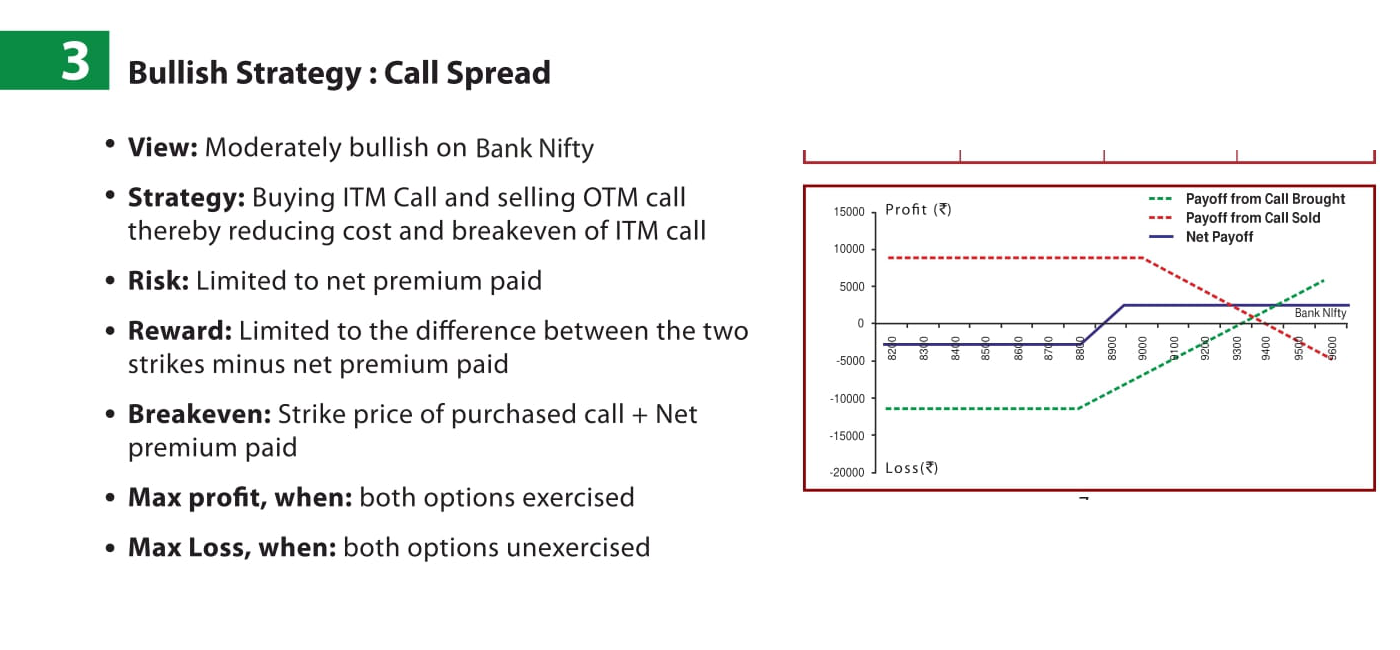 3
Bullish Strategy : Call Spread
• View: Moderately bullish on Bank Nifty
• Strategy: Buying ITM Call and selling OTM call
thereby reducing cost and breakeven of ITM call
• Risk: Limited to net premium paid
• Reward: Limited to the difference between the two
strikes minus net premium paid
• Breakeven: Strike price of purchased call + Net
premium paid
• Max profit, when: both options exercised
• Max Loss, when: both options unexercised
Payoff from Call Brought
Payoff from Call Sold
Net Payoff
Profit (₹)
15000
10000
5000
0
-5000
-10000
-15000
-20000
Bank NIfty
8200
8300
8400
8500
8600
8700
8800
8900
9000
9100
9200
9300
9400
9500
9600
Loss(₹)